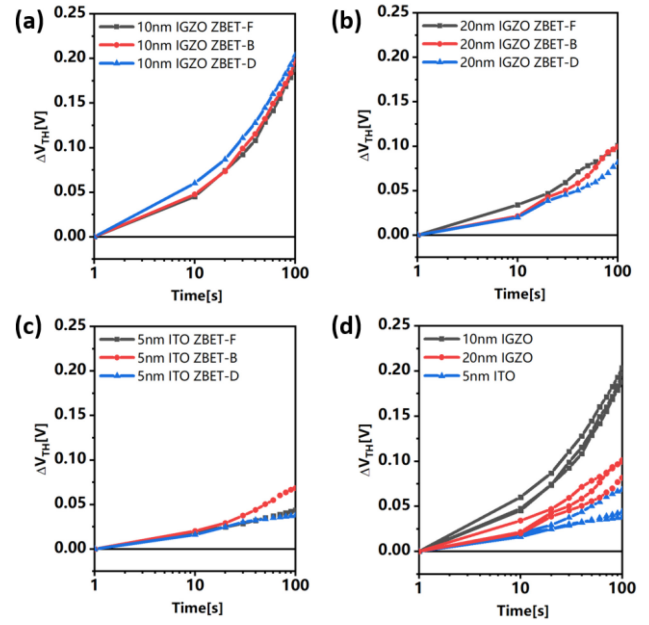 (a)
10nm IGZO ZBET-F
10nm IGZO ZBET-B
10nm IGZO ZBET-D
ΔV_TH[V]
0.25
0.20
0.15
0.10
0.05
0.00
1
10
100
Time[s]
(b)
20nm IGZO ZBET-F
20nm IGZO ZBET-B
20nm IGZO ZBET-D
ΔV_TH[V]
0.25
0.20
0.15
0.10
0.05
0.00
1
10
100
Time[s]
(c)
5nm ITO ZBET-F
5nm ITO ZBET-B
5nm ITO ZBET-D
ΔV_TH[V]
0.25
0.20
0.15
0.10
0.05
0.00
1
10
100
Time[s]
(d)
10nm IGZO
20nm IGZO
5nm ITO
ΔV_TH[V]
0.25
0.20
0.15
0.10
0.05
0.00
1
10
100
Time[s]